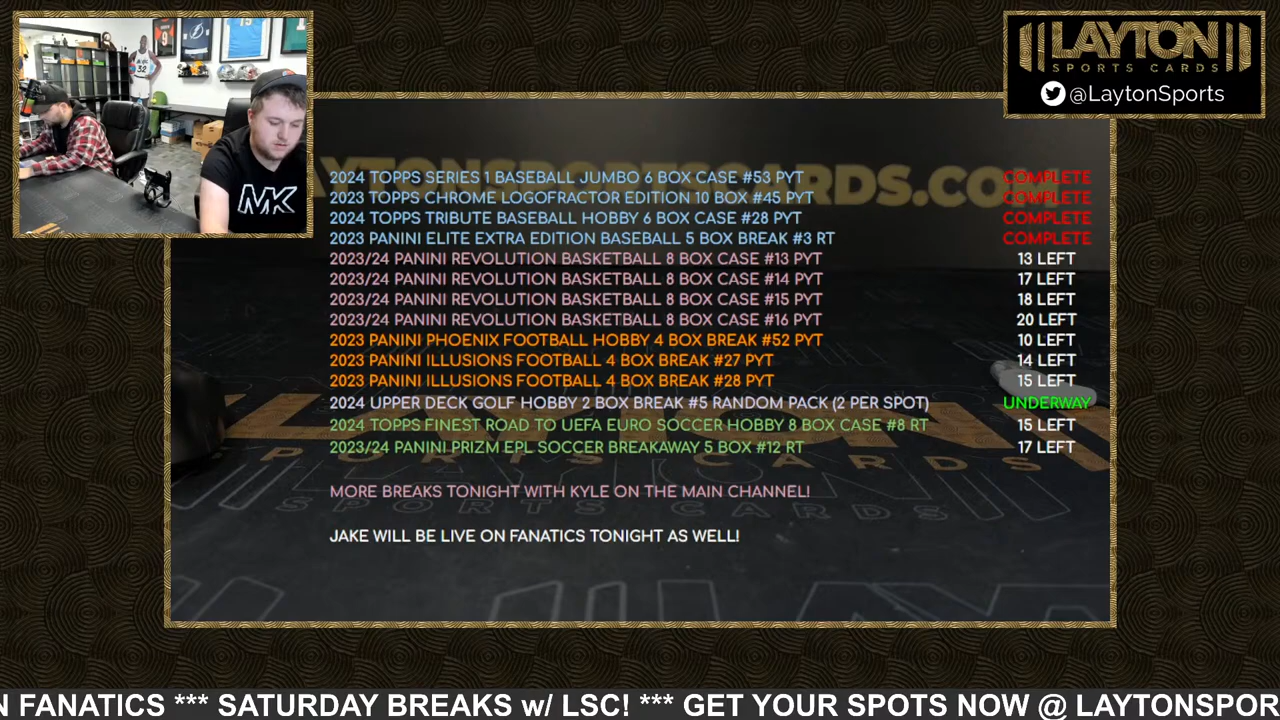 LAYTON
SPORTS CARDS
@LaytonSports
MK
LAYTONSPORTSCARDS.CO
2024 TOPPS SERIES 1 BASEBALL JUMBO 6 BOX CASE #53 PYT COMPLETE
2023 TOPPS CHROME LOGOFRACTOR EDITION 10 BOX #45 PYT COMPLETE
2024 TOPPS TRIBUTE BASEBALL HOBBY 6 BOX CASE #28 PYT COMPLETE
2023 PANINI ELITE EXTRA EDITION BASEBALL 5 BOX BREAK #3 RT COMPLETE
2023/24 PANINI REVOLUTION BASKETBALL 8 BOX CASE #13 PYT 13 LEFT
2023/24 PANINI REVOLUTION BASKETBALL 8 BOX CASE #14 PYT 17 LEFT
2023/24 PANINI REVOLUTION BASKETBALL 8 BOX CASE #15 PYT 18 LEFT
2023/24 PANINI REVOLUTION BASKETBALL 8 BOX CASE #16 PYT 20 LEFT
2023 PANINI PHOENIX FOOTBALL HOBBY 4 BOX BREAK #52 PYT 10 LEFT
2023 PANINI ILLUSIONS FOOTBALL 4 BOX BREAK #27 PYT 14 LEFT
2023 PANINI ILLUSIONS FOOTBALL 4 BOX BREAK #28 PYT 15 LEFT
2024 UPPER DECK GOLF HOBBY 2 BOX BREAK #5 RANDOM PACK (2 PER SPOT) UNDERWAY
2024 TOPPS FINEST ROAD TO UEFA EURO SOCCER HOBBY 8 BOX CASE #8 RT 15 LEFT
2023/24 PANINI PRIZM EPL SOCCER BREAKAWAY 5 BOX #12 RT 17 LEFT
LAYTON
SPORTS CARDS
MORE BREAKS TONIGHT WITH KYLE ON THE MAIN CHANNEL!
SPORTS CARDS
JAKE WILL BE LIVE ON FANATICS TONIGHT AS WELL!
N FANATICS *** SATURDAY BREAKS w/ LSC! *** GET YOUR SPOTS NOW @ LAYTONSPOR